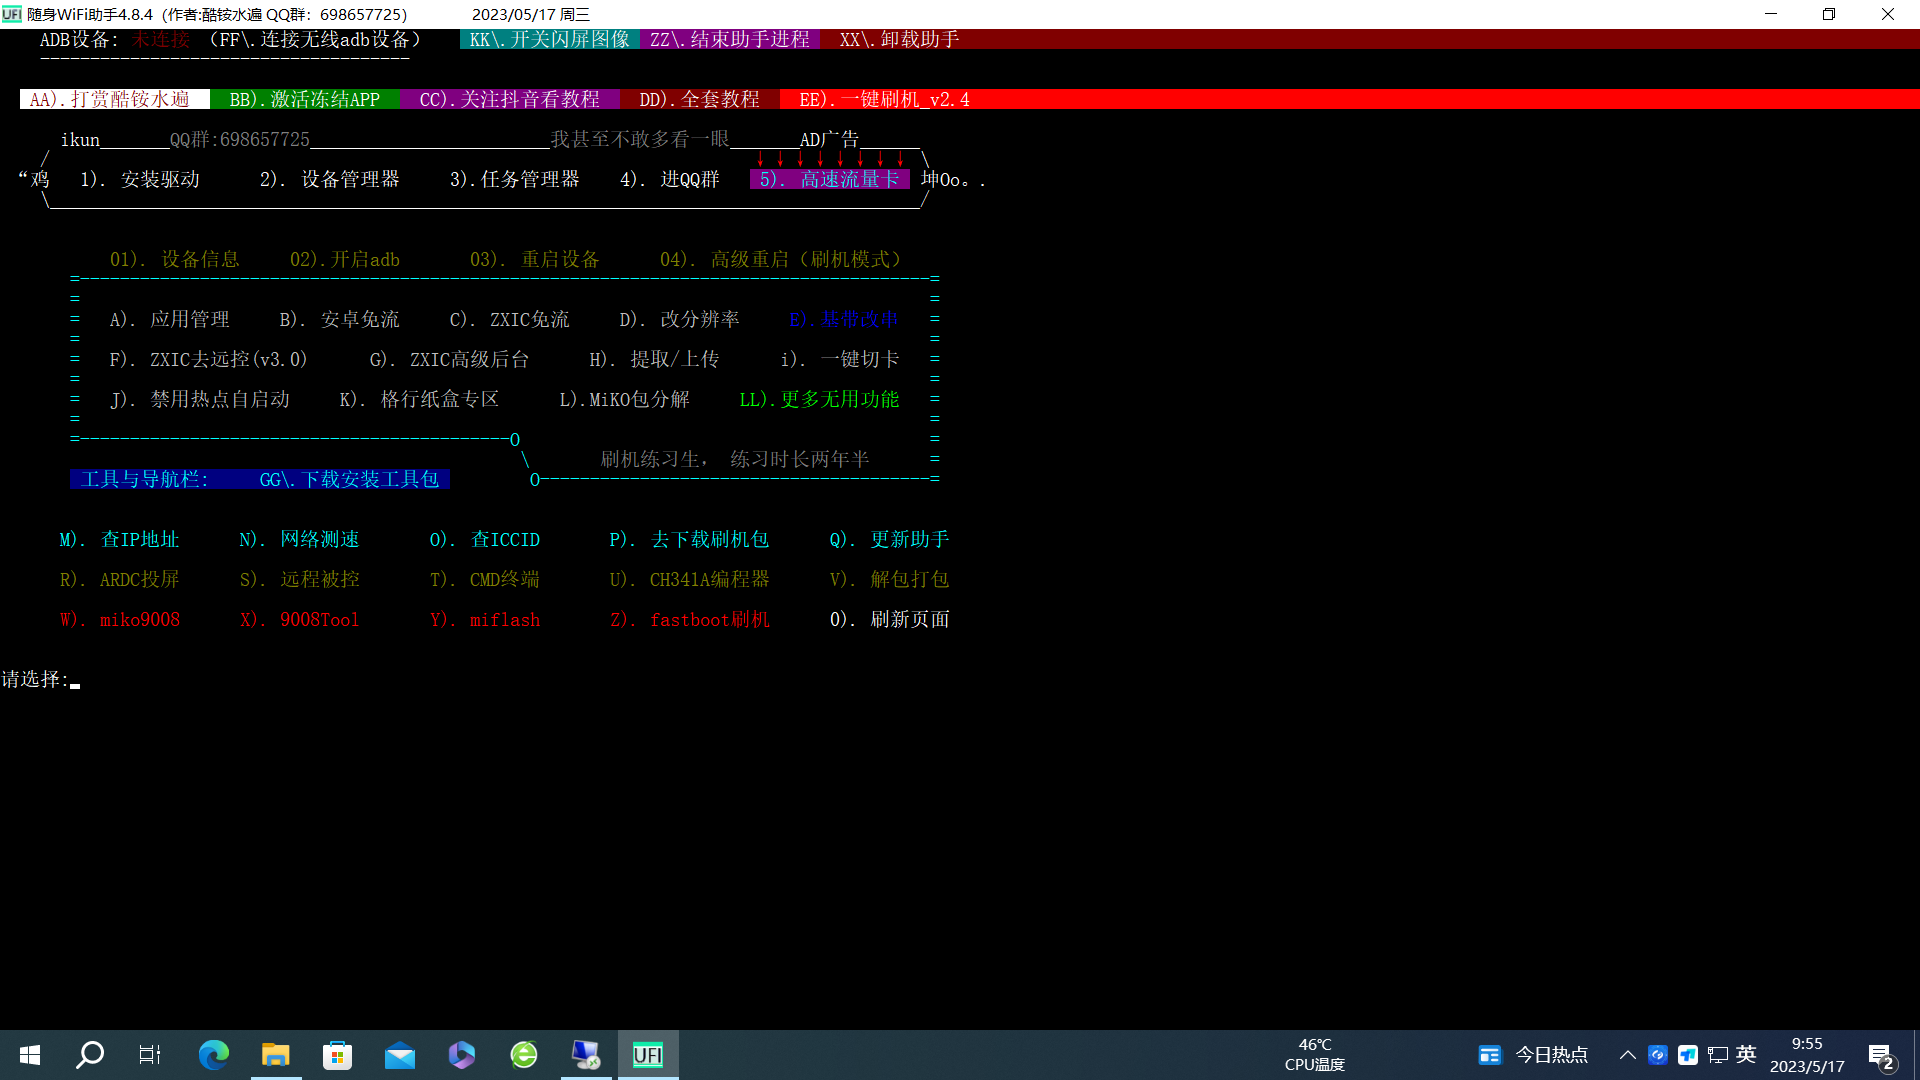 UFI 随身WiFi助手4.8.4（作者:酷铵水遍 QQ群：698657725） 2023/05/17 周三
ADB设备: 未连接 （FF\.连接无线adb设备） KK\.开关闪屏图像 ZZ\.结束助手进程 XX\.卸载助手
-------------------------------------
AA).打赏酷铵水遍 BB).激活冻结APP CC).关注抖音看教程 DD).全套教程 EE).一键刷机_v2.4
ikun_______QQ群:698657725________________________我甚至不敢多看一眼_______AD广告______
/ ↓ ↓ ↓ ↓ ↓ ↓ ↓ ↓ \
“鸡 1). 安装驱动 2). 设备管理器 3).任务管理器 4). 进QQ群 5). 高速流量卡 坤Oo。.
\_______________________________________________________________________________________/
01). 设备信息 02).开启adb 03). 重启设备 04). 高级重启（刷机模式）
=-------------------------------------------------------------------------------------=
= =
= A). 应用管理 B). 安卓免流 C). ZXIC免流 D). 改分辨率 E).基带改串 =
= =
= F). ZXIC去远控(v3.0) G). ZXIC高级后台 H). 提取/上传 i). 一键切卡 =
= =
= J). 禁用热点自启动 K). 格行纸盒专区 L).MiKO包分解 LL).更多无用功能 =
= =
=-------------------------------------------O =
\ 刷机练习生， 练习时长两年半 =
工具与导航栏: GG\.下载安装工具包 O---------------------------------------=
M). 查IP地址 N). 网络测速 O). 查ICCID P). 去下载刷机包 Q). 更新助手
R). ARDC投屏 S). 远程被控 T). CMD终端 U). CH341A编程器 V). 解包打包
W). miko9008 X). 9008Tool Y). miflash Z). fastboot刷机 0). 刷新页面
请选择:
UFI
46℃
CPU温度
今日热点
英
9:55
2023/5/17
2